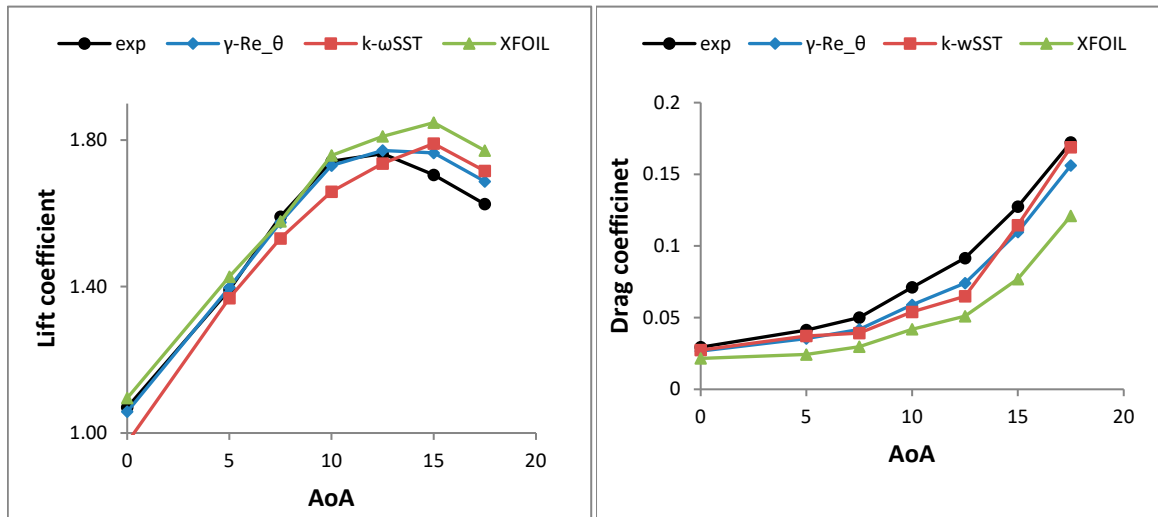 exp γ-Re_θ k-ωSST XFOIL
1.80
1.40
1.00
0 5 10 15 20
Lift coefficient
AoA
exp γ-Re_θ k-wSST XFOIL
0.2
0.15
0.1
0.05
0
0 5 10 15 20
Drag coefficinet
AoA